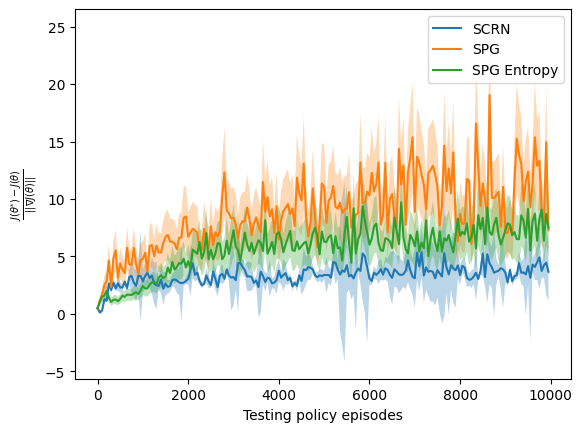 SCRN
SPG
SPG Entropy
25
20
15
10
5
0
−5
J(θ*)−J(θ)
||∇J(θ)||
0 2000 4000 6000 8000 10000
Testing policy episodes